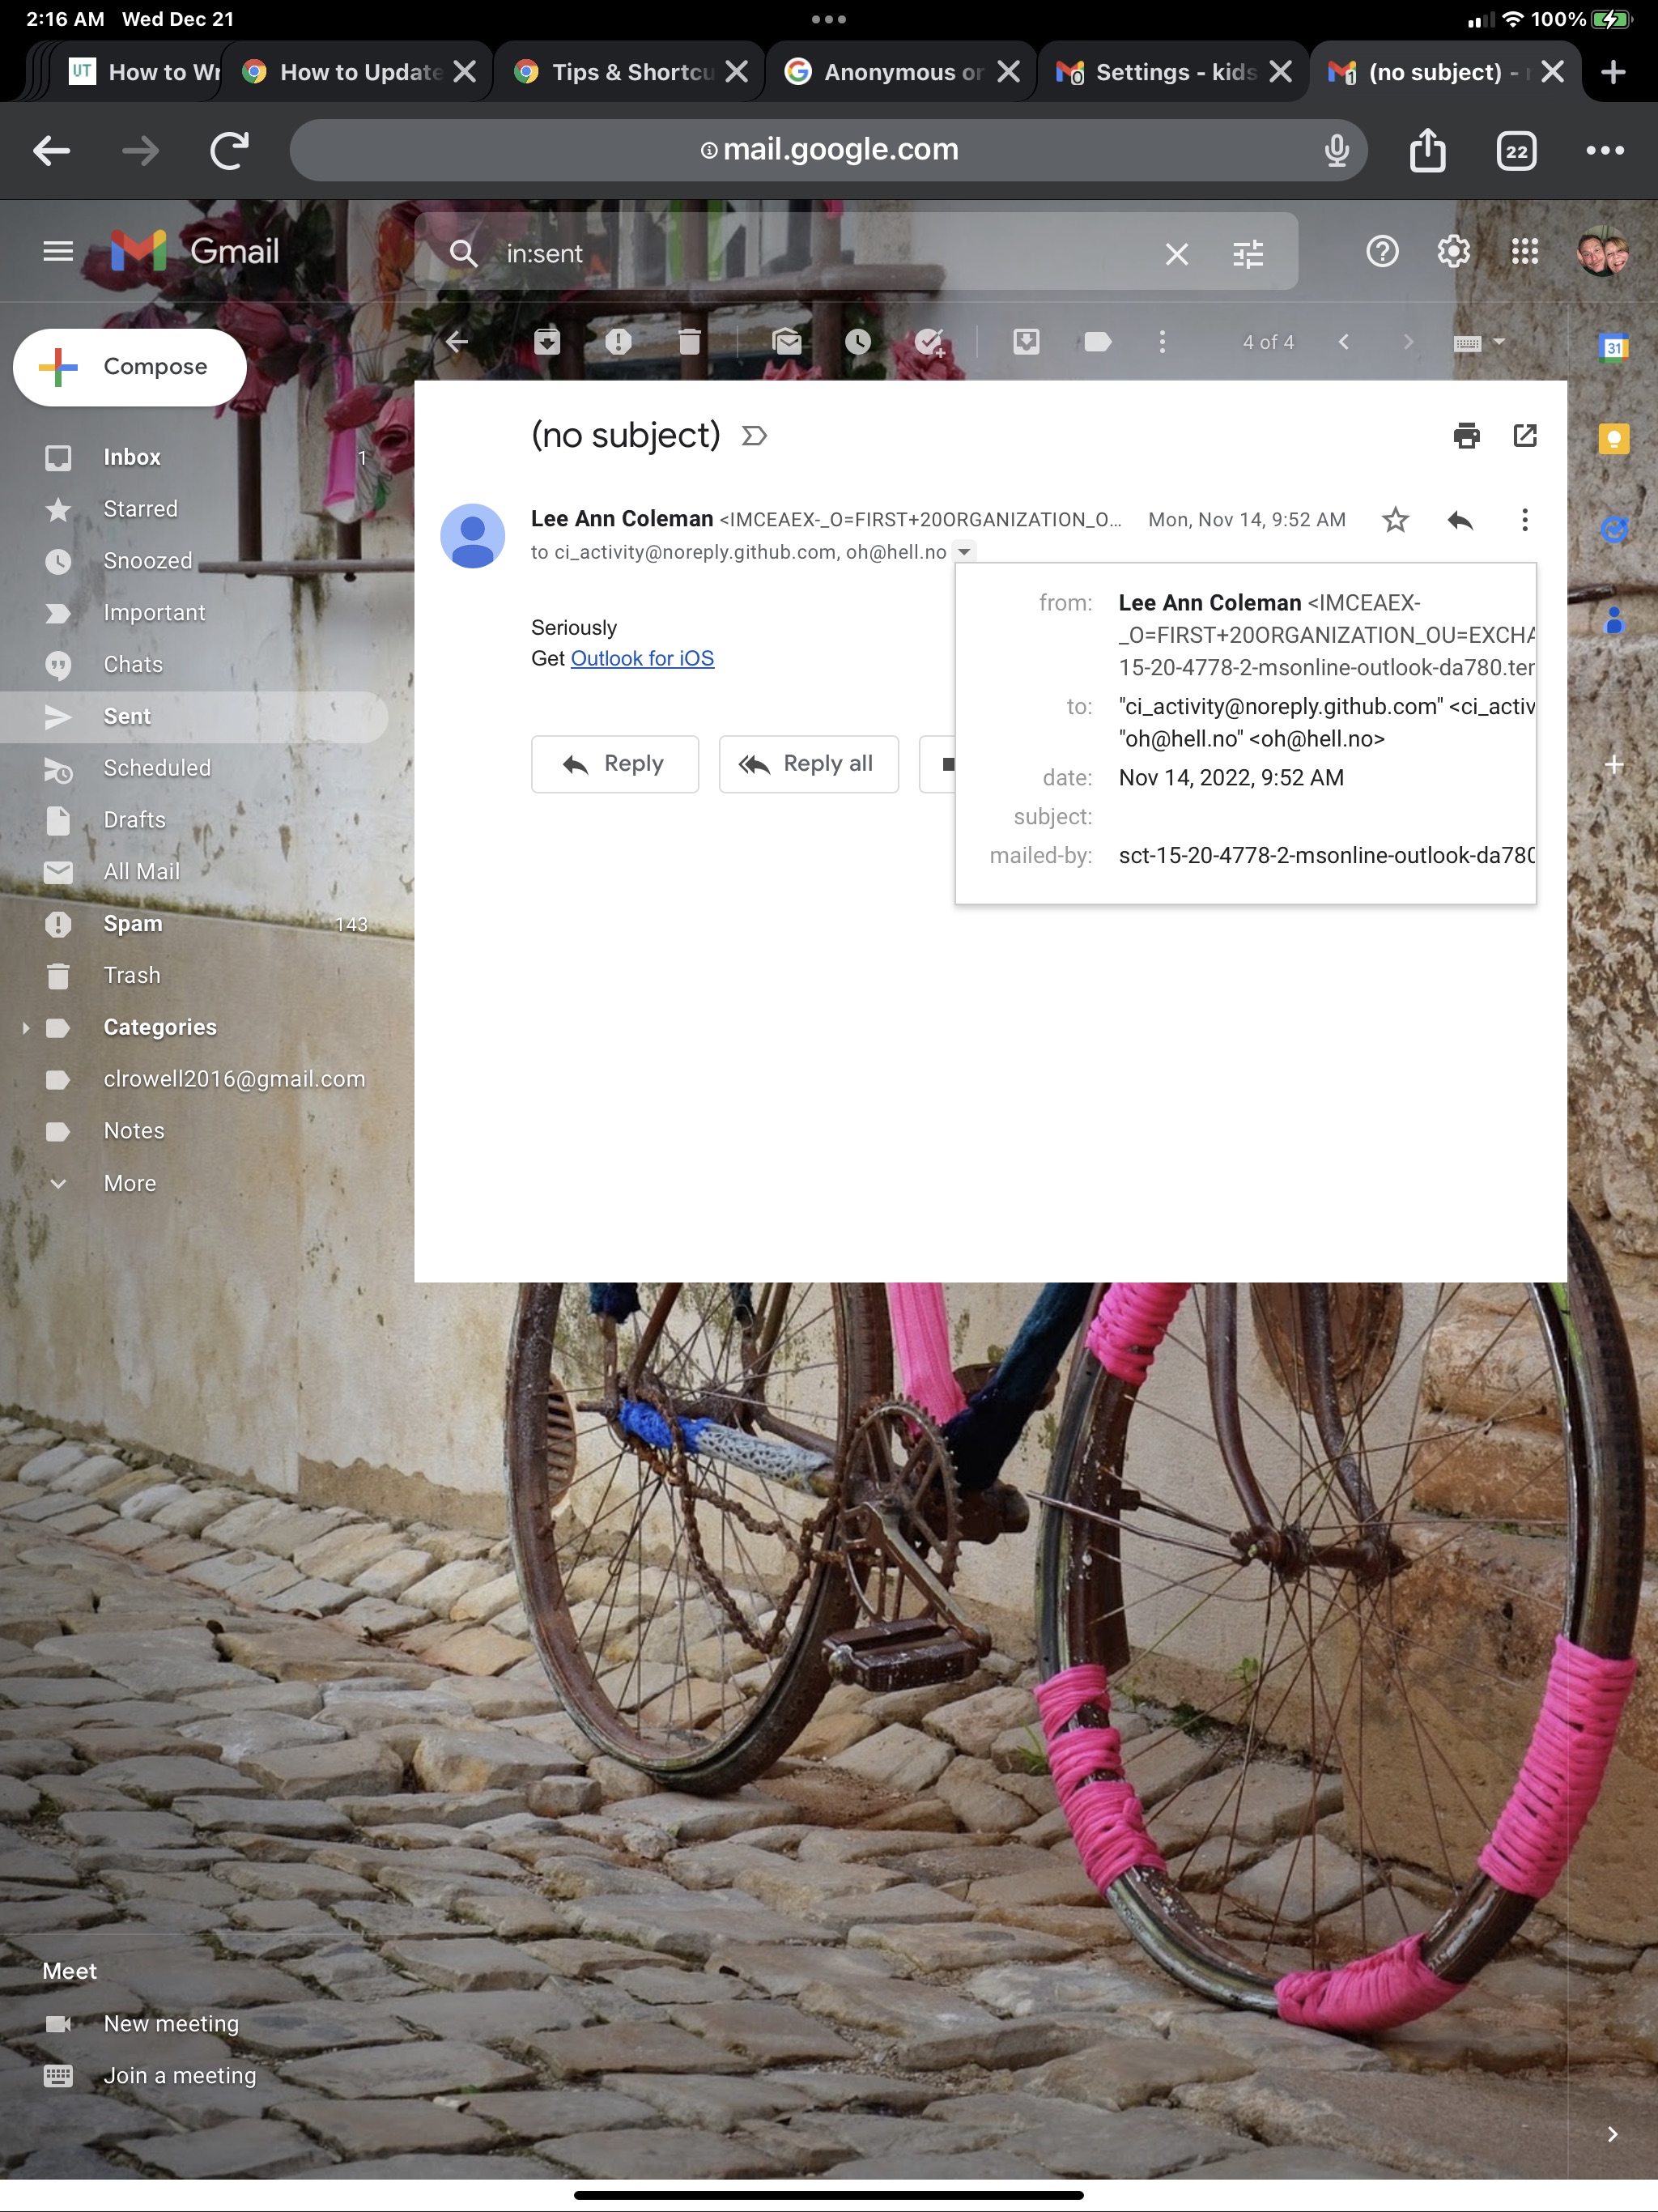 2:16 AM Wed Dec 21
100%
UT How to Wr
How to Update
Tips & Shortcu
Anonymous or
Settings - kids
(no subject) -
mail.google.com
22
Gmail
in:sent
Compose
4 of 4
31
(no subject)
Inbox 1
Starred
Snoozed
Important
Chats
Sent
Scheduled
Drafts
All Mail
Spam 143
Trash
Categories
clrowell2016@gmail.com
Notes
More
Lee Ann Coleman <IMCEAEX-_O=FIRST+20ORGANIZATION_O... Mon, Nov 14, 9:52 AM
to ci_activity@noreply.github.com, oh@hell.no
Seriously
Get Outlook for iOS
Reply
Reply all
from: Lee Ann Coleman <IMCEAEX-
_O=FIRST+20ORGANIZATION_OU=EXCHA
15-20-4778-2-msonline-outlook-da780.ter
to: "ci_activity@noreply.github.com" <ci_activ
"oh@hell.no" <oh@hell.no>
date: Nov 14, 2022, 9:52 AM
subject:
mailed-by: sct-15-20-4778-2-msonline-outlook-da780
Meet
New meeting
Join a meeting